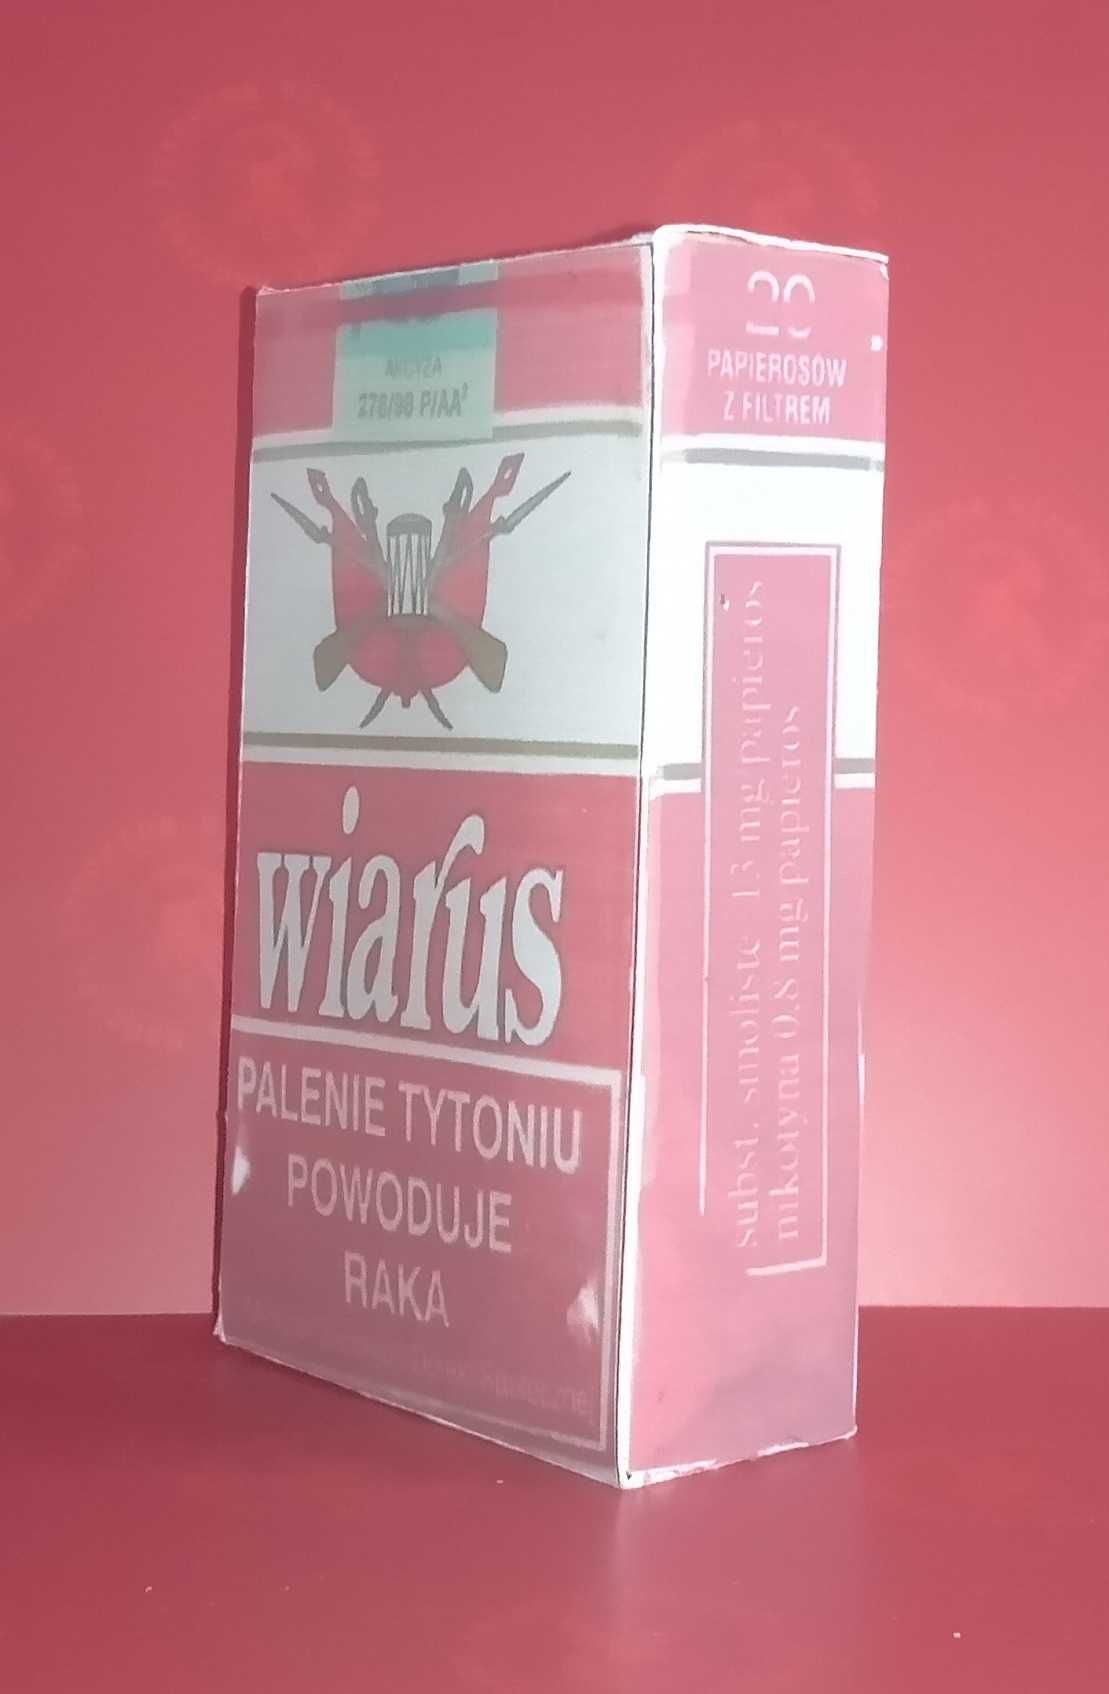 AKCYZA
276/98 P/AA²
wiarus
PALENIE TYTONIU
POWODUJE
RAKA
20
PAPIEROSÓW
Z FILTREM
subst. smoliste 13 mg/papieros
nikotyna 0.8 mg/papieros